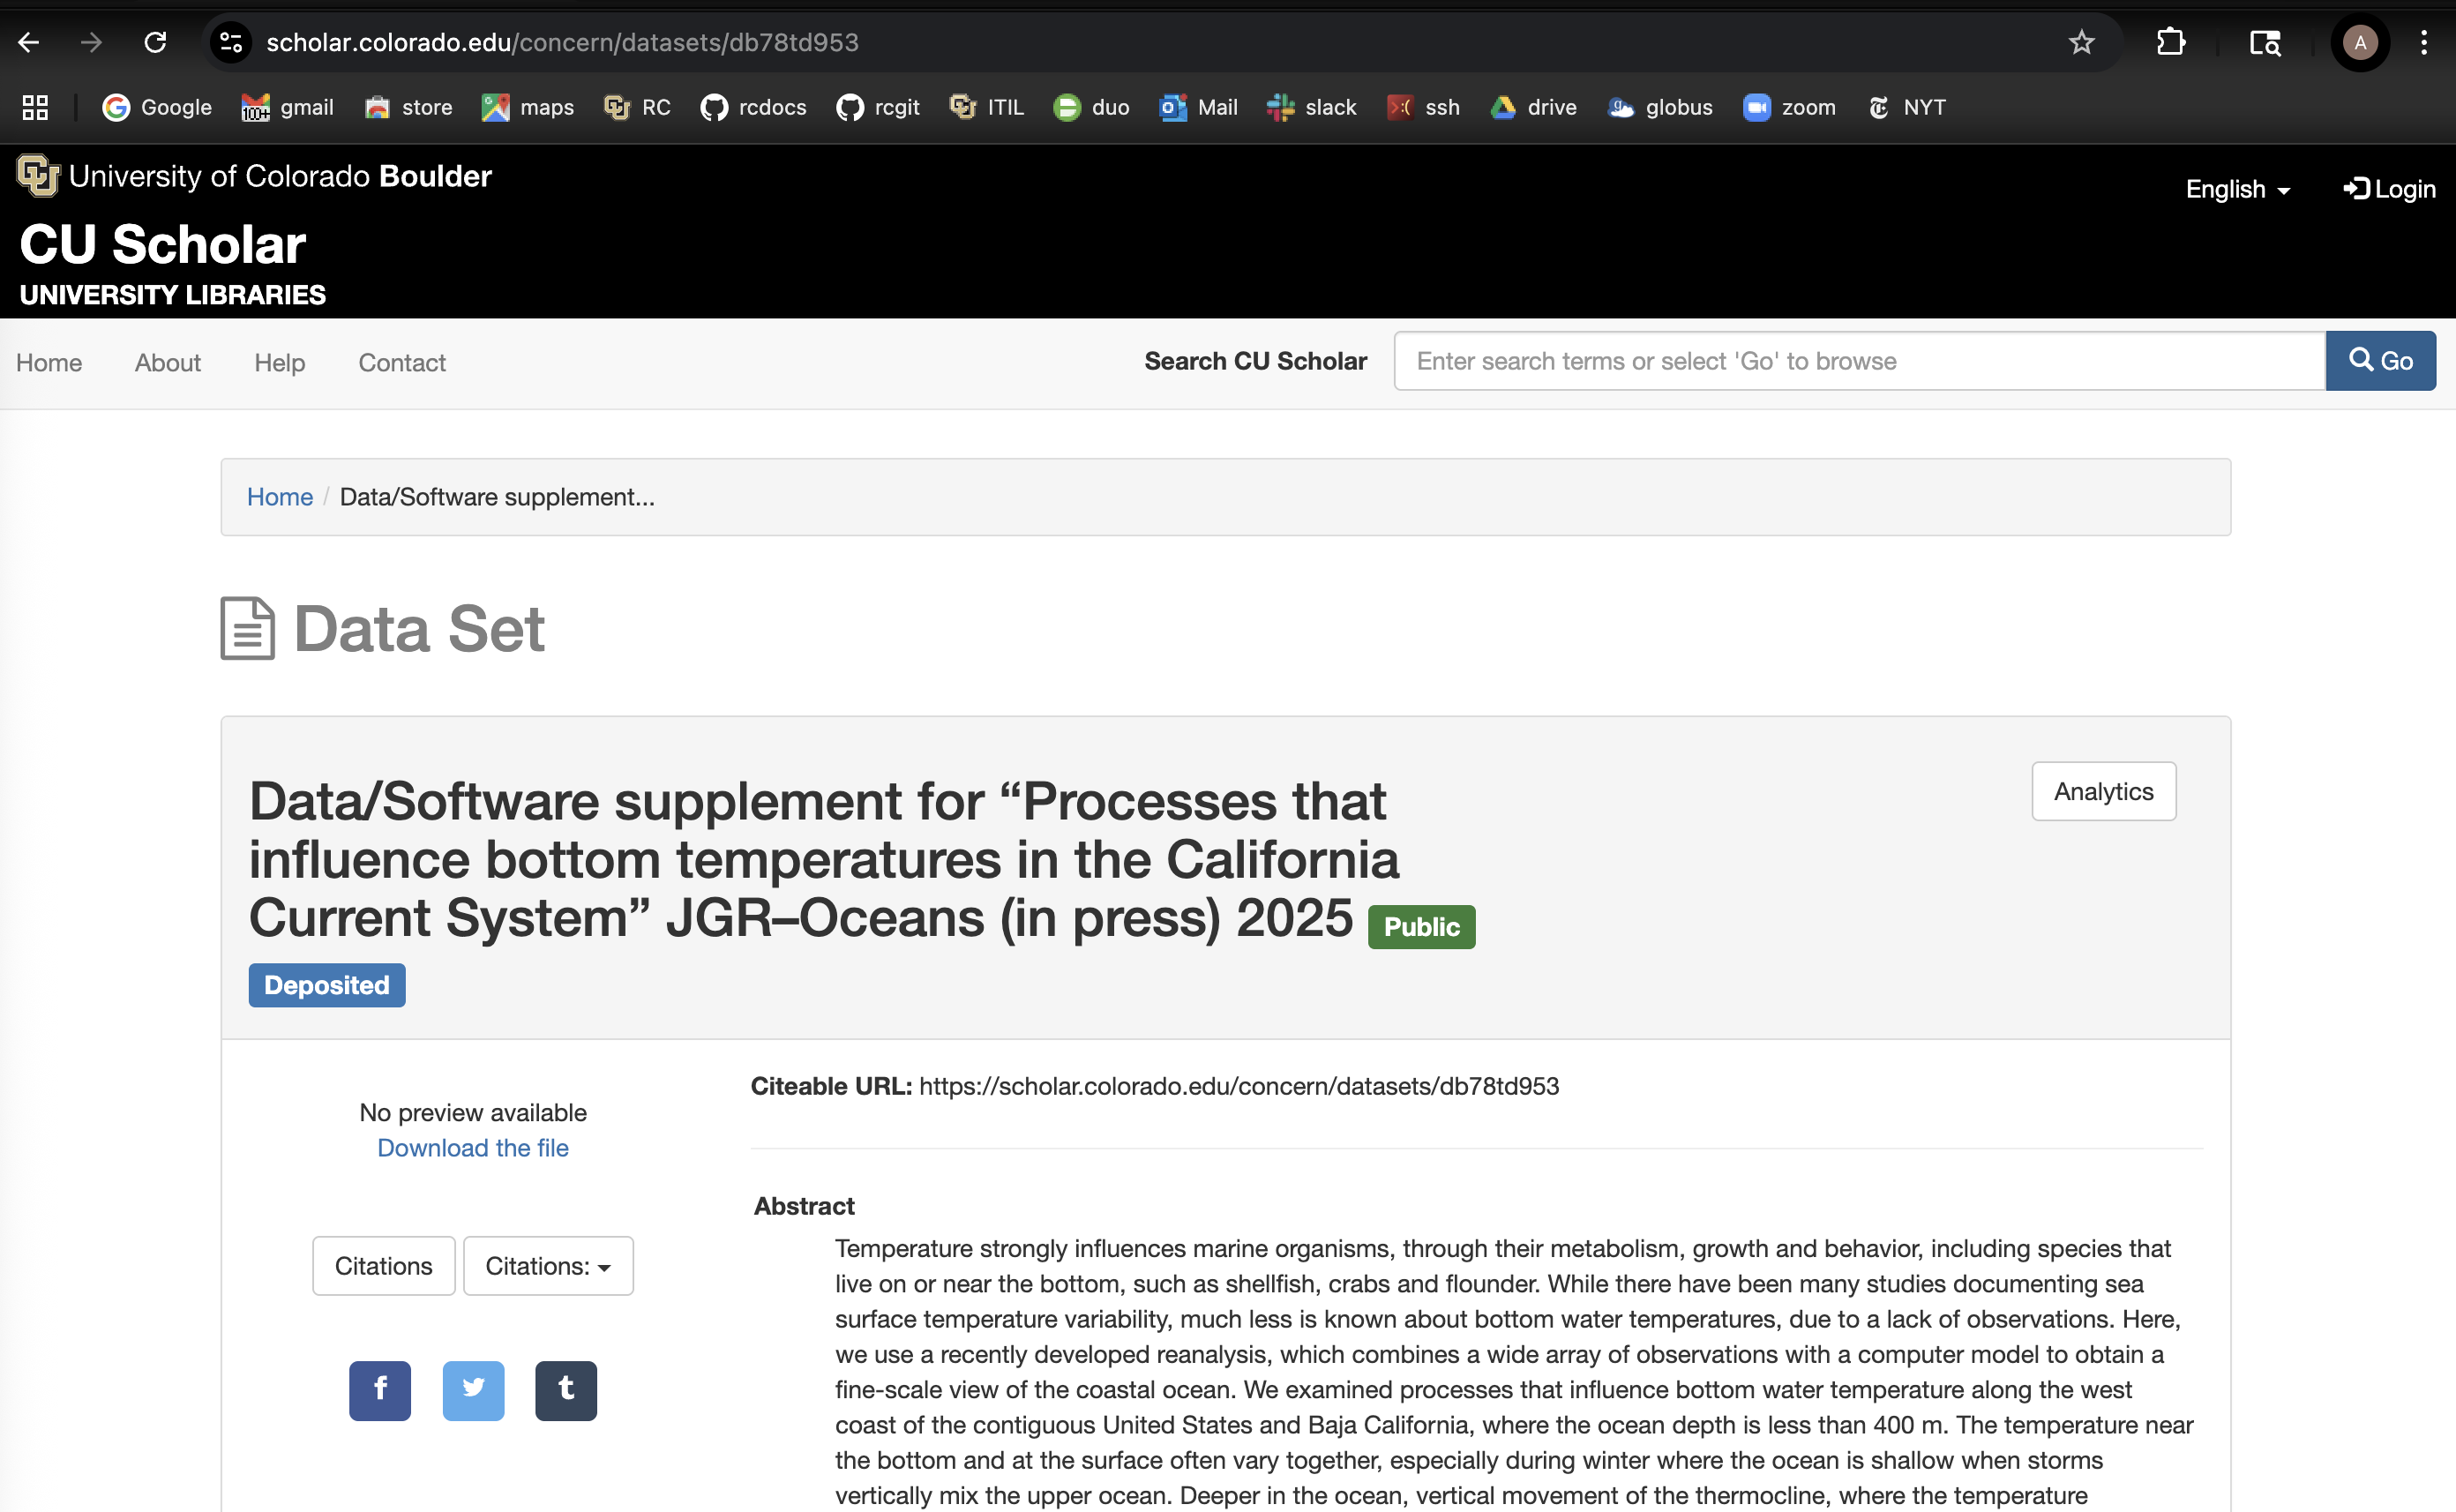 scholar.colorado.edu/concern/datasets/db78td953
A
Google
gmail
store
maps
RC
rcdocs
rcgit
ITIL
duo
Mail
slack
ssh
drive
globus
zoom
NYT
University of Colorado Boulder
English
Login
CU Scholar
UNIVERSITY LIBRARIES
Home
About
Help
Contact
Search CU Scholar
Enter search terms or select 'Go' to browse
Go
Home / Data/Software supplement...
Data Set
Data/Software supplement for “Processes that
influence bottom temperatures in the California
Current System” JGR–Oceans (in press) 2025 Public
Deposited
Analytics
No preview available
Download the file
Citations
Citations:
Citeable URL: https://scholar.colorado.edu/concern/datasets/db78td953
Abstract
Temperature strongly influences marine organisms, through their metabolism, growth and behavior, including species that
live on or near the bottom, such as shellfish, crabs and flounder. While there have been many studies documenting sea
surface temperature variability, much less is known about bottom water temperatures, due to a lack of observations. Here,
we use a recently developed reanalysis, which combines a wide array of observations with a computer model to obtain a
fine-scale view of the coastal ocean. We examined processes that influence bottom water temperature along the west
coast of the contiguous United States and Baja California, where the ocean depth is less than 400 m. The temperature near
the bottom and at the surface often vary together, especially during winter where the ocean is shallow when storms
vertically mix the upper ocean. Deeper in the ocean, vertical movement of the thermocline, where the temperature